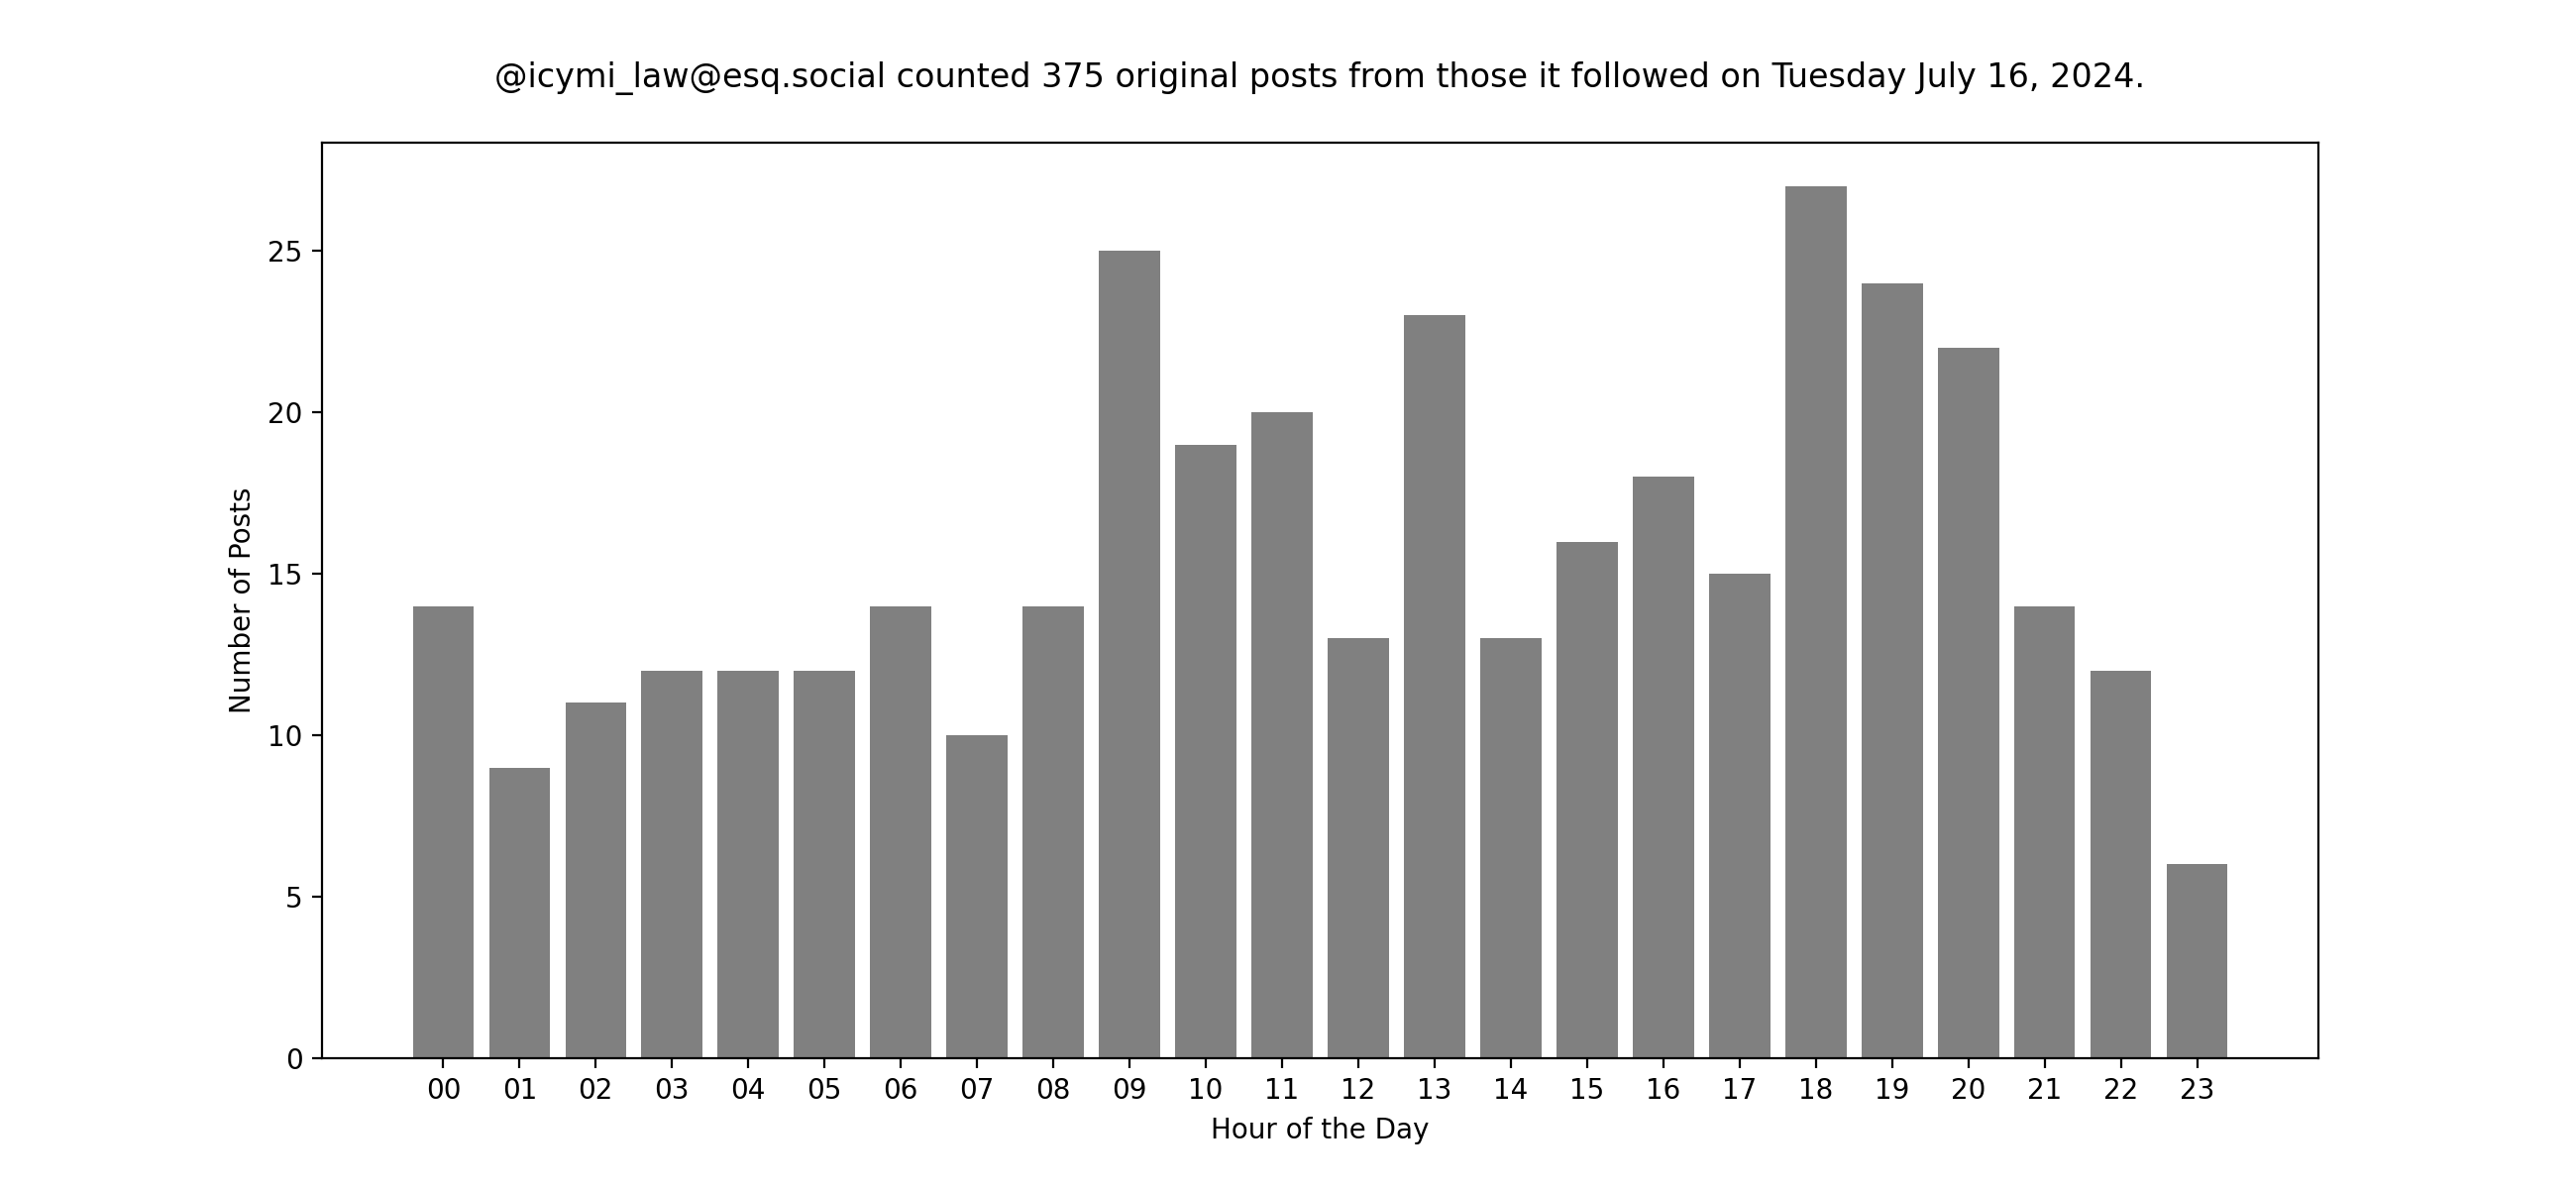 @icymi_law@esq.social counted 375 original posts from those it followed on Tuesday July 16, 2024.
25
20
15
10
5
0
Number of Posts
00 01 02 03 04 05 06 07 08 09 10 11 12 13 14 15 16 17 18 19 20 21 22 23
Hour of the Day